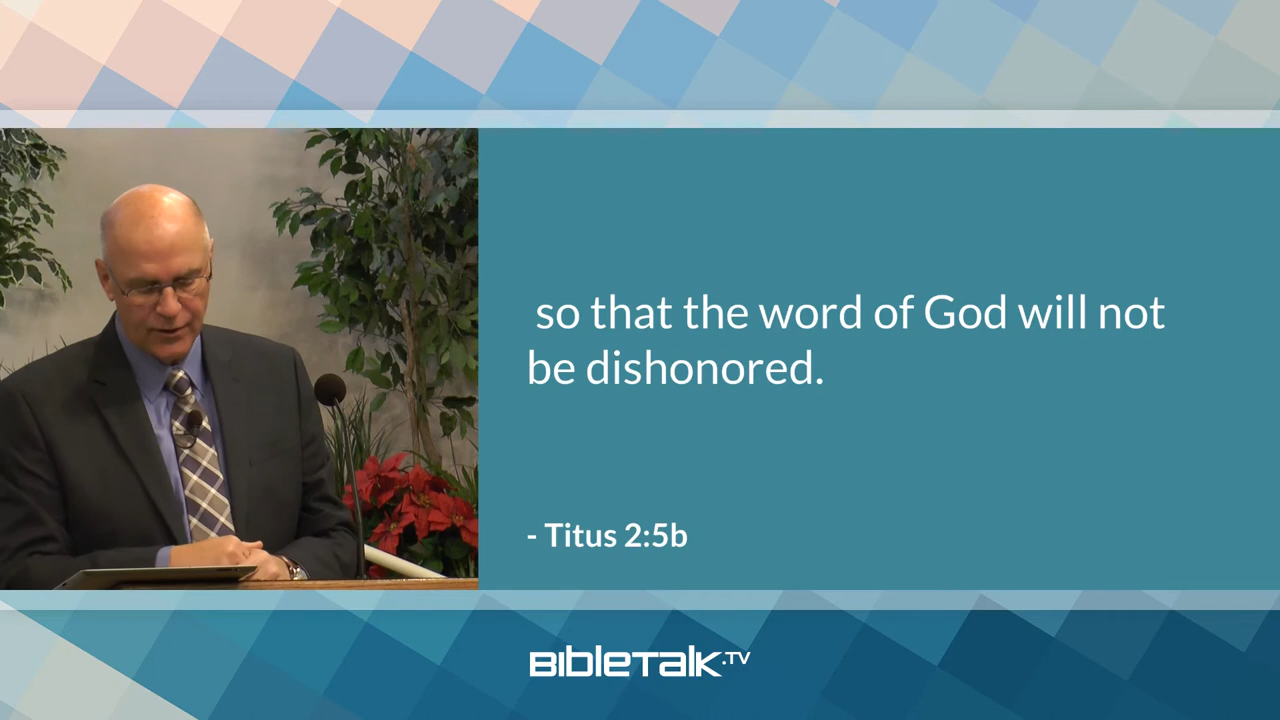 so that the word of God will not
be dishonored.
- Titus 2:5b
BibleTalk.TV